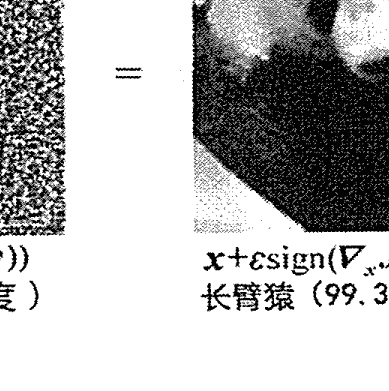 =
)) x+εsign(∇ₓ
度) 长臂猿 (99.3